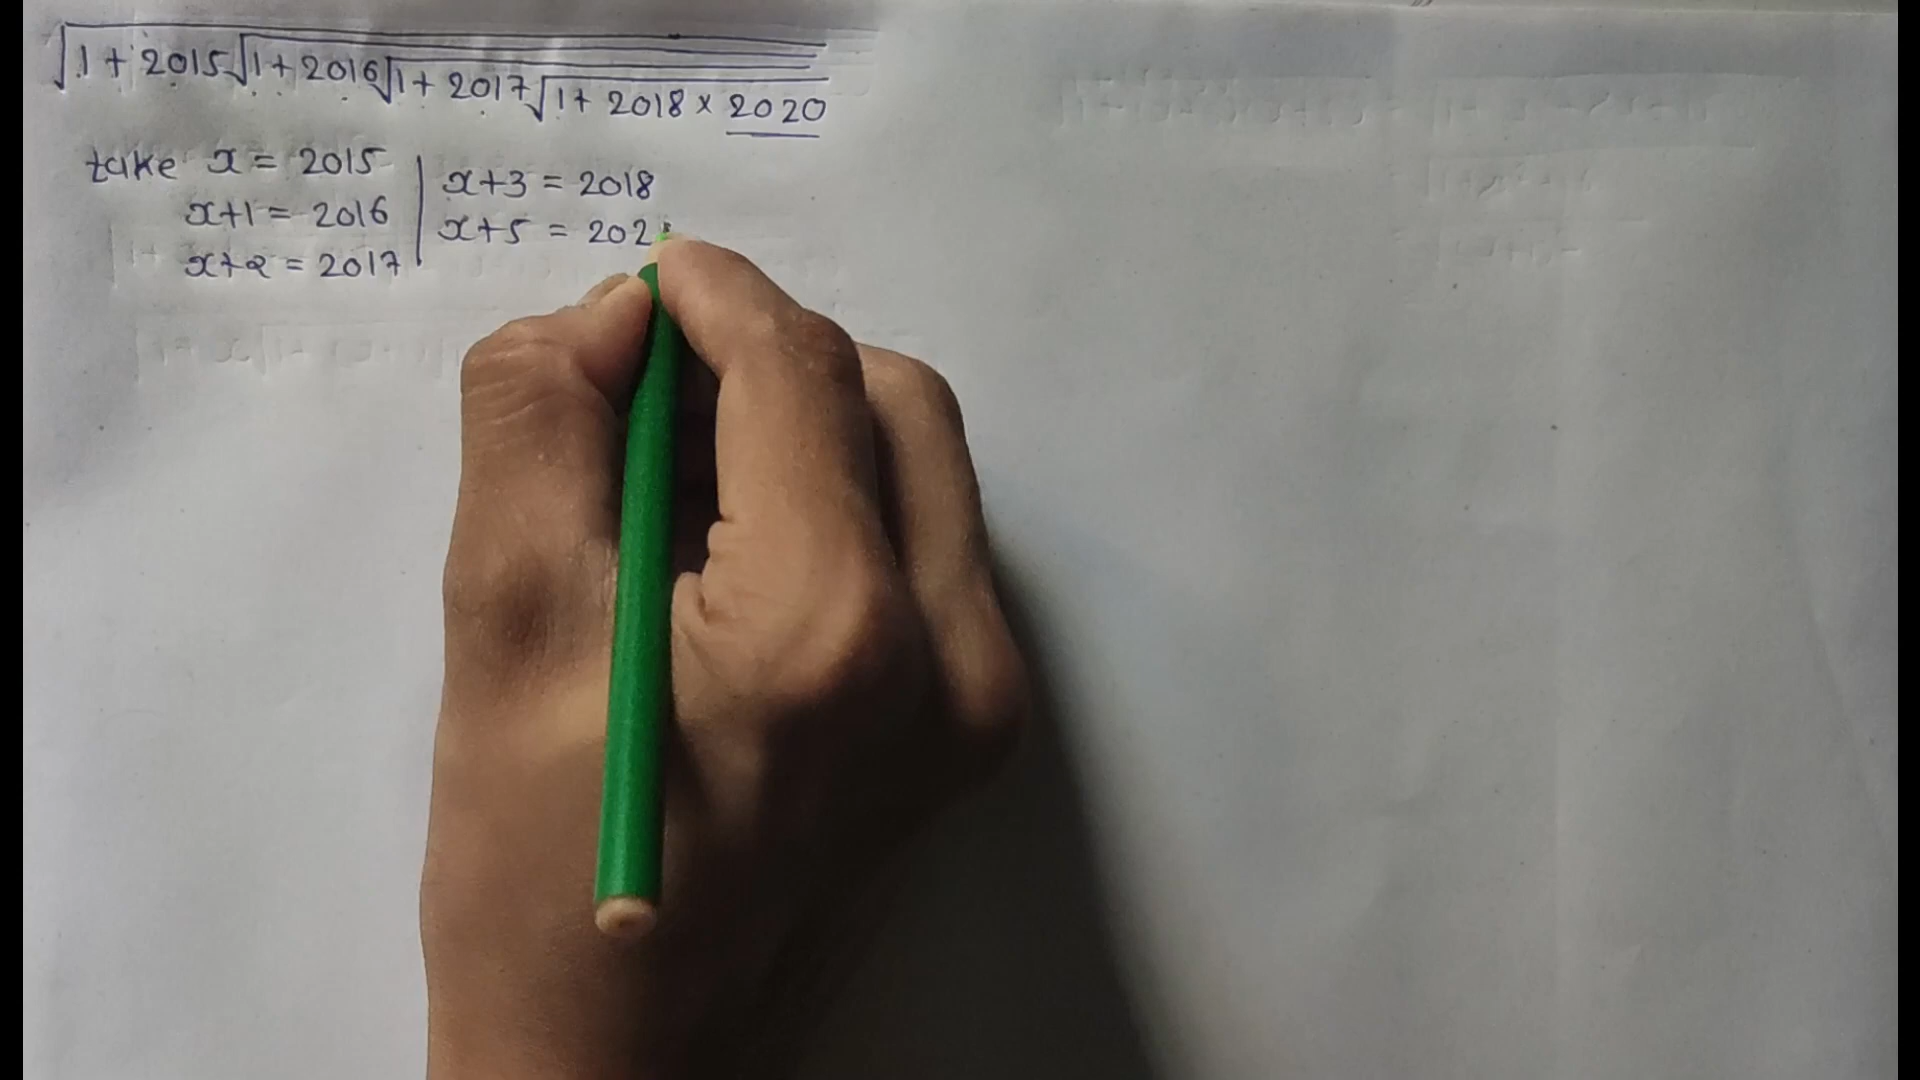 √1 + 2015√1 + 2016√1 + 2017√1 + 2018 × 2020
take x = 2015
x+1 = 2016
x+2 = 2017
x+3 = 2018
x+5 = 202